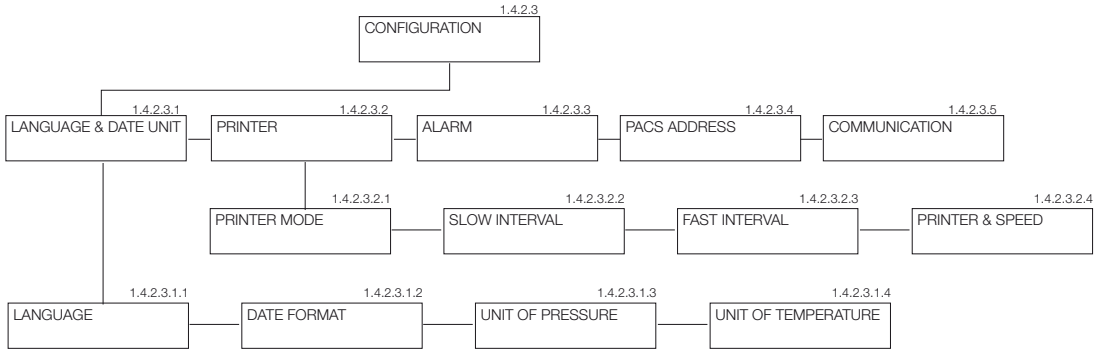 1.4.2.3
CONFIGURATION
1.4.2.3.1
LANGUAGE & DATE UNIT
1.4.2.3.2
PRINTER
1.4.2.3.3
ALARM
1.4.2.3.4
PACS ADDRESS
1.4.2.3.5
COMMUNICATION
1.4.2.3.2.1
PRINTER MODE
1.4.2.3.2.2
SLOW INTERVAL
1.4.2.3.2.3
FAST INTERVAL
1.4.2.3.2.4
PRINTER & SPEED
1.4.2.3.1.1
LANGUAGE
1.4.2.3.1.2
DATE FORMAT
1.4.2.3.1.3
UNIT OF PRESSURE
1.4.2.3.1.4
UNIT OF TEMPERATURE